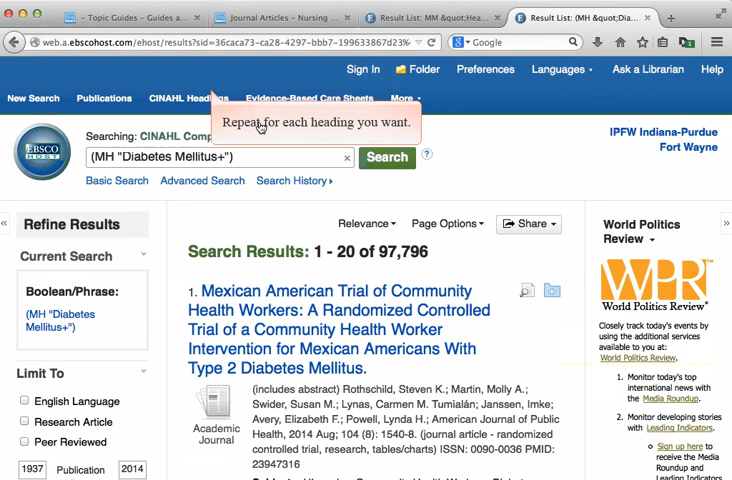 - Topic Guides - Guides a...
Journal Articles - Nursing ...
Result List: MM &quot;Hea...
Result List: (MH &quot;Dia...
web.a.ebscohost.com/ehost/results?sid=36caca73-ca28-4297-bbb7-199633867d23%
Google
Sign In
Folder
Preferences
Languages
Ask a Librarian
Help
New Search
Publications
CINAHL Headings
Evidence-Based Care Sheets
More
Repeat for each heading you want.
EBSCO
HOST
Searching: CINAHL Comp
(MH "Diabetes Mellitus+")
Search
?
Basic Search
Advanced Search
Search History
IPFW Indiana-Purdue
Fort Wayne
«
Refine Results
Current Search
Boolean/Phrase:
(MH "Diabetes
Mellitus+")
Limit To
English Language
Research Article
Peer Reviewed
1937
Publication
2014
Relevance
Page Options
Share
Search Results: 1 - 20 of 97,796
1. Mexican American Trial of Community
Health Workers: A Randomized Controlled
Trial of a Community Health Worker
Intervention for Mexican Americans With
Type 2 Diabetes Mellitus.
Academic
Journal
(includes abstract) Rothschild, Steven K.; Martin, Molly A.;
Swider, Susan M.; Lynas, Carmen M. Tumialán; Janssen, Imke;
Avery, Elizabeth F.; Powell, Lynda H.; American Journal of Public
Health, 2014 Aug; 104 (8): 1540-8. (journal article - randomized
controlled trial, research, tables/charts) ISSN: 0090-0036 PMID:
23947316
»
World Politics
Review
WPR
World Politics Review
Closely track today's events by
using the additional services
available to you at:
World Politics Review.
1. Monitor today's top
international news with
the Media Roundup.
2. Monitor developing stories
with Leading Indicators.
Sign up here to
receive the Media
Roundup and
Leading Indicators